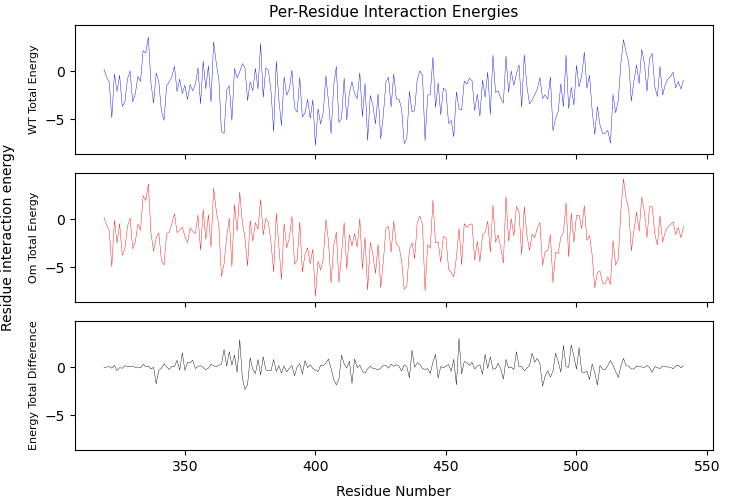 Per-Residue Interaction Energies
Residue interaction energy
WT Total Energy
0
−5
Om Total Energy
0
−5
Energy Total Difference
0
−5
350 400 450 500 550
Residue Number